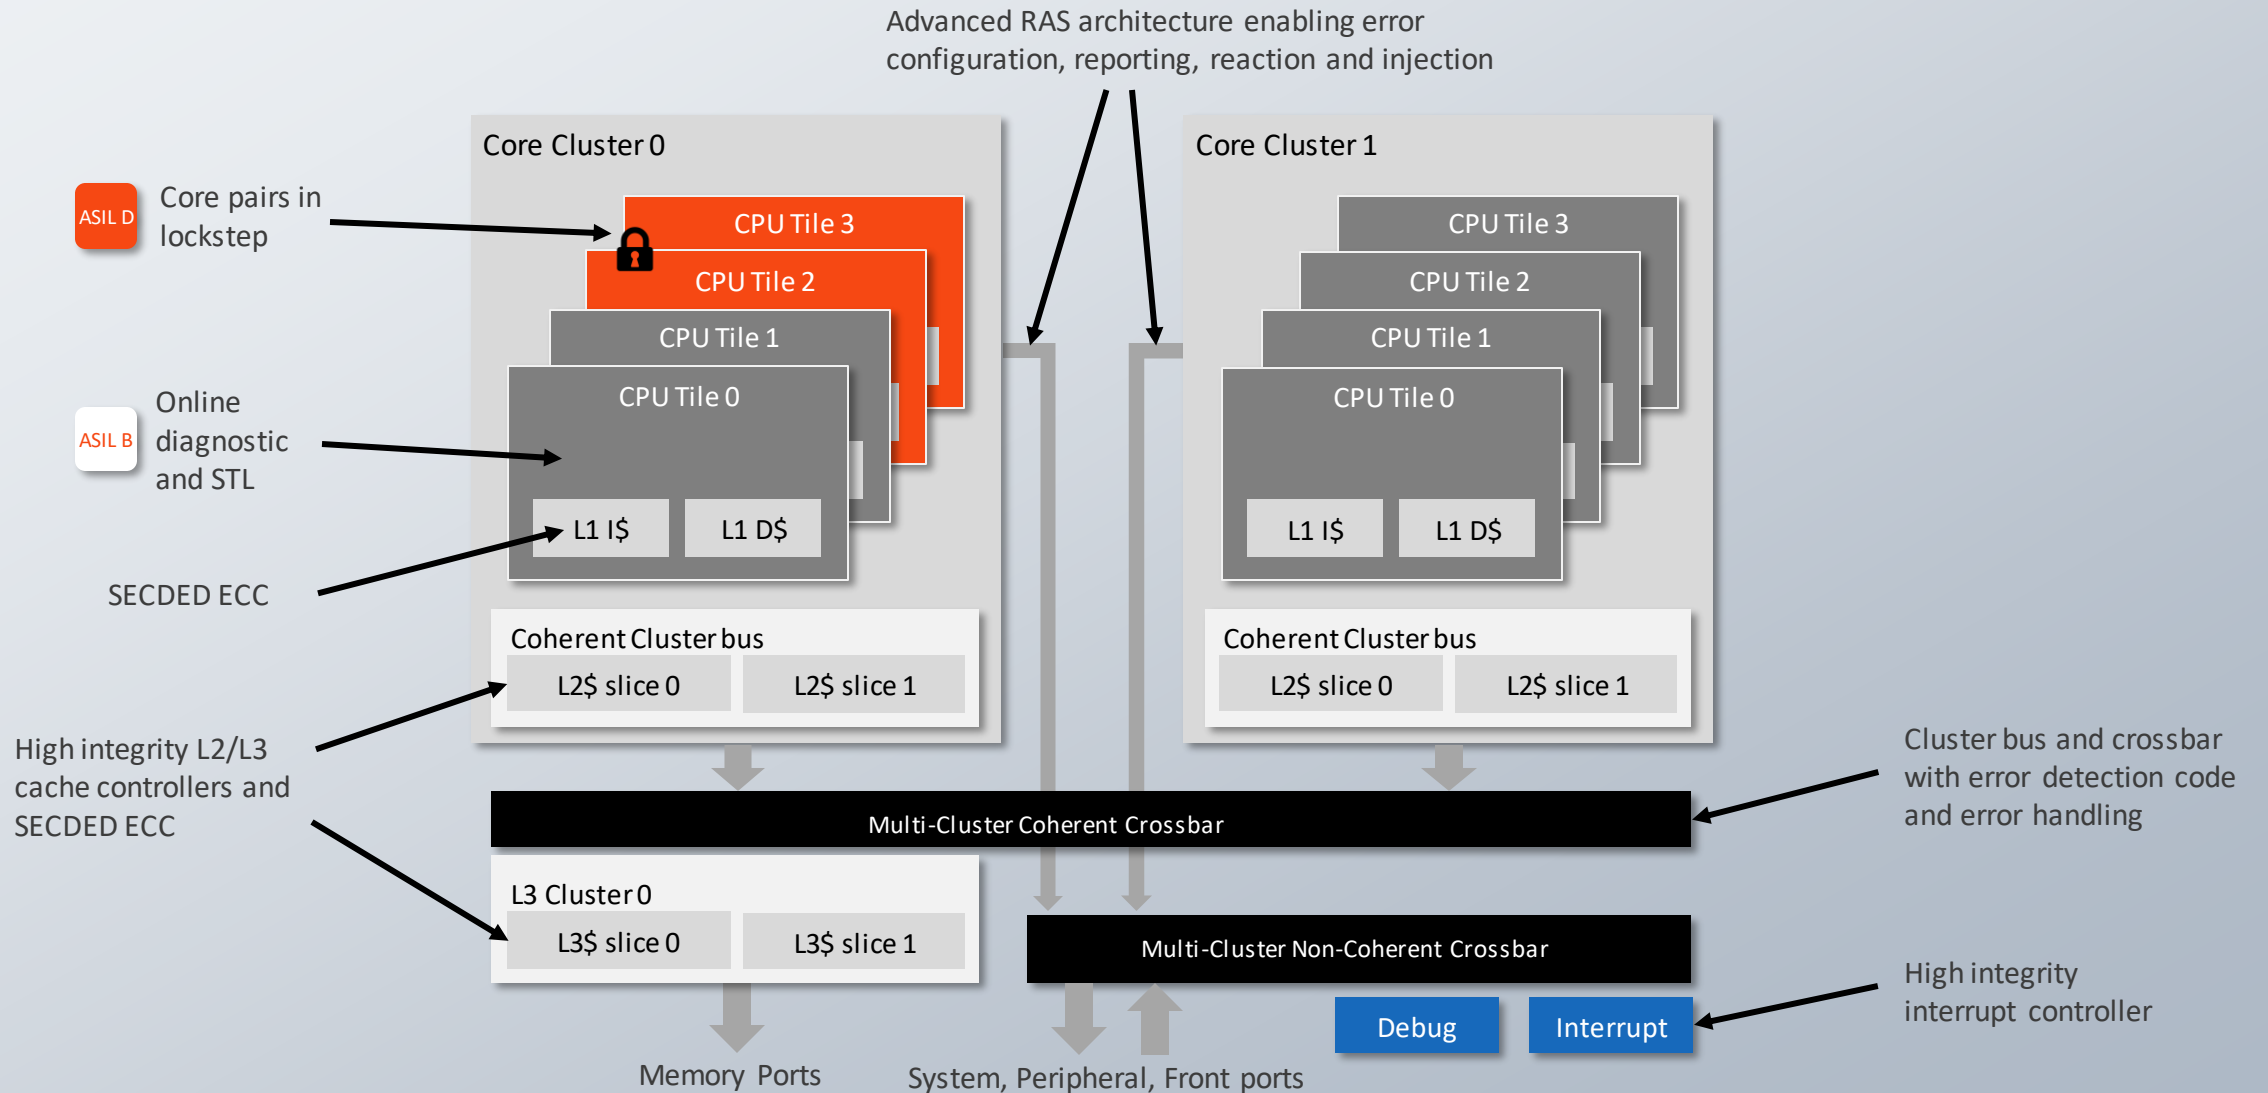 Advanced RAS architecture enabling error
configuration, reporting, reaction and injection
Core Cluster 0
Core Cluster 1
ASIL D
Core pairs in
lockstep
CPU Tile 3
CPU Tile 2
CPU Tile 1
CPU Tile 0
L1 I$
L1 D$
CPU Tile 3
CPU Tile 2
CPU Tile 1
CPU Tile 0
L1 I$
L1 D$
ASIL B
Online
diagnostic
and STL
SECDED ECC
Coherent Cluster bus
L2$ slice 0
L2$ slice 1
Coherent Cluster bus
L2$ slice 0
L2$ slice 1
High integrity L2/L3
cache controllers and
SECDED ECC
Cluster bus and crossbar
with error detection code
and error handling
Multi-Cluster Coherent Crossbar
L3 Cluster 0
L3$ slice 0
L3$ slice 1
Multi-Cluster Non-Coherent Crossbar
High integrity
interrupt controller
Debug
Interrupt
Memory Ports
System, Peripheral, Front ports